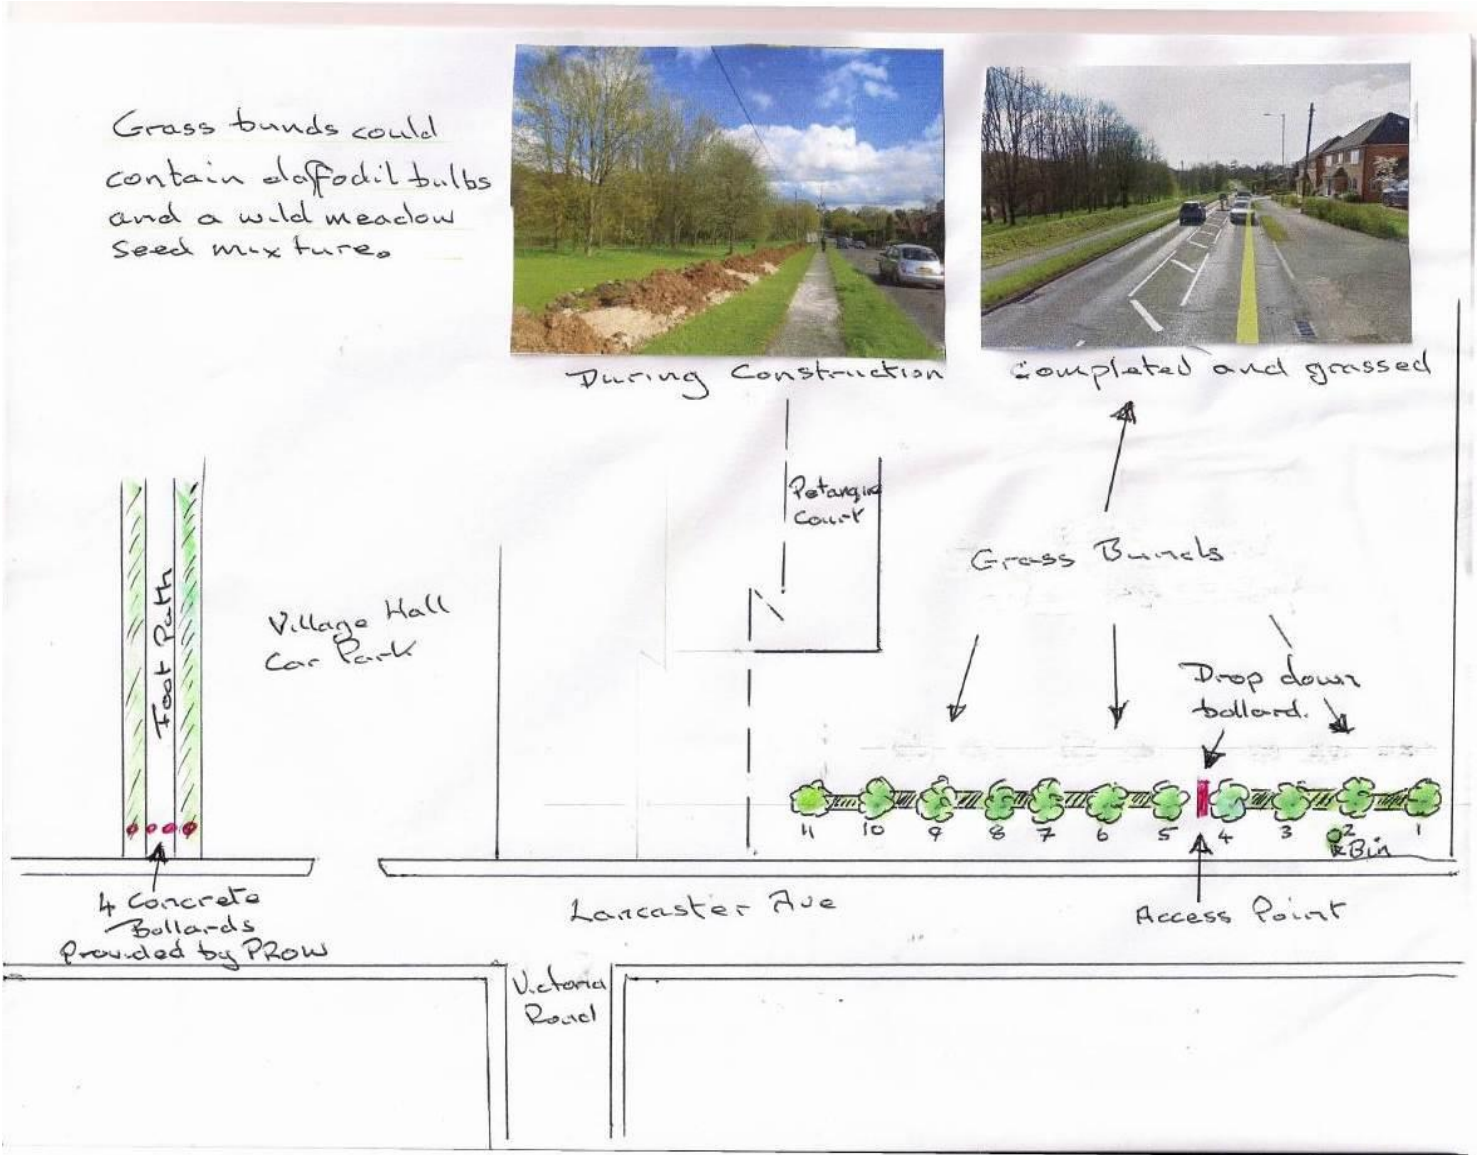 Grass bunds could
contain daffodil bulbs
and a wild meadow
seed mixture.
During Construction
Completed and grassed
Petanque
Court
Grass Bunds
Foot Path
Village Hall
Car Park
Drop down
bollard.
11 10 9 8 7 6 5 4 3 2 1
Bin
4 Concrete
Bollards
provided by PROW
Lancaster Ave
Access Point
Victoria
Road